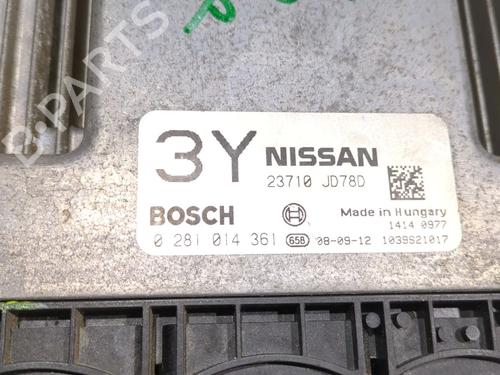 3Y NISSAN
23710 JD78D
BOSCH Made in Hungary
1414 0977
0 281 014 361 658 08-09-12 1039S21017
B-PARTS